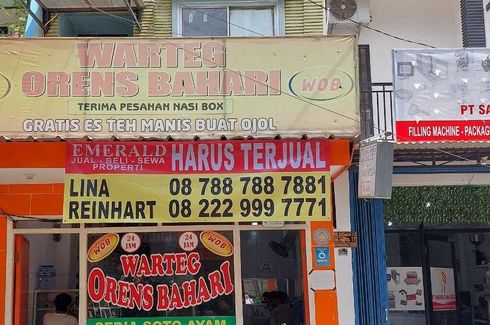 WARTEG
ORENS BAHARI
WOB
TERIMA PESANAN NASI BOX
GRATIS ES TEH MANIS BUAT OJOL
PT SA
FILLING MACHINE - PACKAG
EMERALD
JUAL - BELI - SEWA
PROPERTI
HARUS TERJUAL
LINA 08 788 788 7881
REINHART 08 222 999 7771
WOB
24
JAM
24
JAM
WOB
WARTEG
ORENS BAHARI
SEDIA SOTO AYAM